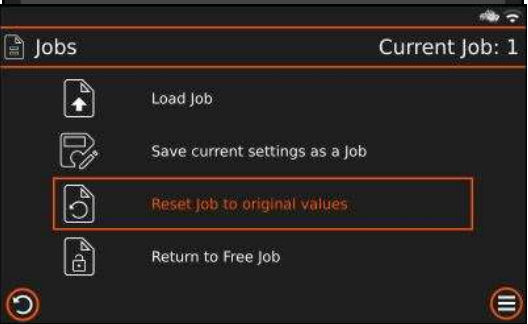 Jobs
Current Job: 1
Load Job
Save current settings as a Job
Reset Job to original values
Return to Free Job